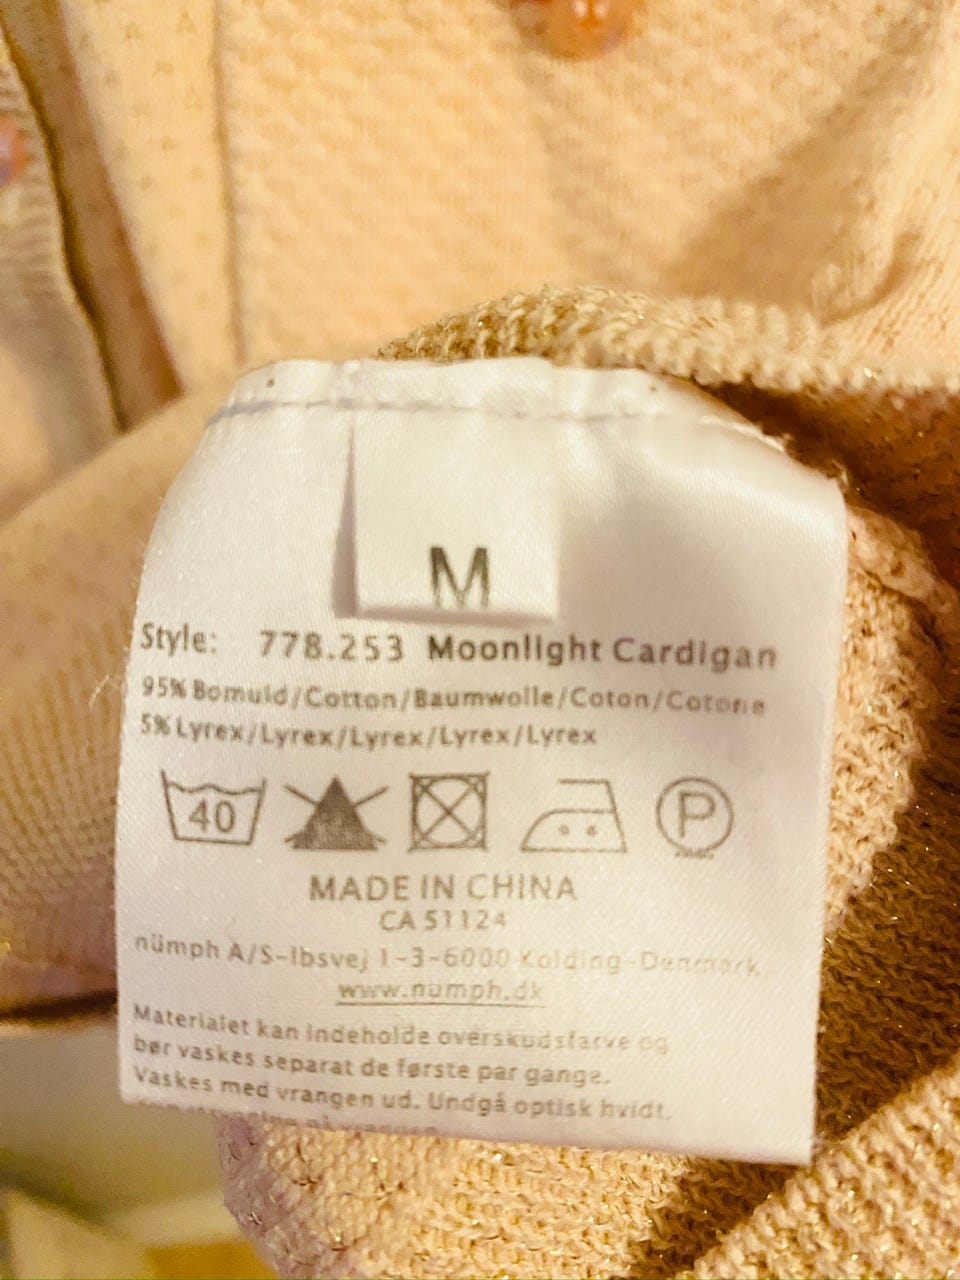 M
Style: 778.253 Moonlight Cardigan
95% Bomuld/Cotton/Baumwolle/Coton/Cotone
5% Lyrex/Lyrex/Lyrex/Lyrex/Lyrex
40 P
MADE IN CHINA
CA 51124
nümph A/S-Ibsvej 1-3-6000 Kolding-Denmark
www.numph.dk
Materialet kan indeholde overskudsfarve og
bør vaskes separat de første par gange.
Vaskes med vrangen ud. Undgå optisk hvidt.